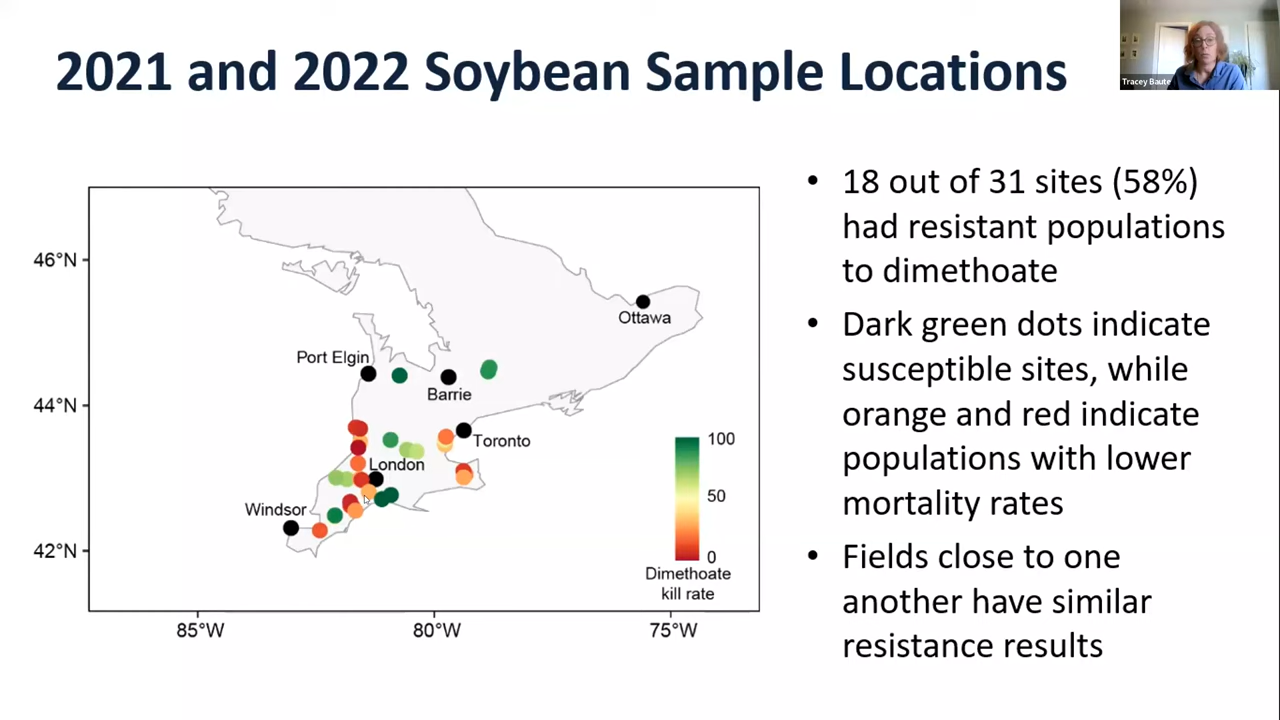 2021 and 2022 Soybean Sample Locations
Tracey Baute
46°N
44°N
42°N
85°W
80°W
75°W
Ottawa
Port Elgin
Barrie
Toronto
London
Windsor
100
50
0
Dimethoate
kill rate
• 18 out of 31 sites (58%)
had resistant populations
to dimethoate
• Dark green dots indicate
susceptible sites, while
orange and red indicate
populations with lower
mortality rates
• Fields close to one
another have similar
resistance results